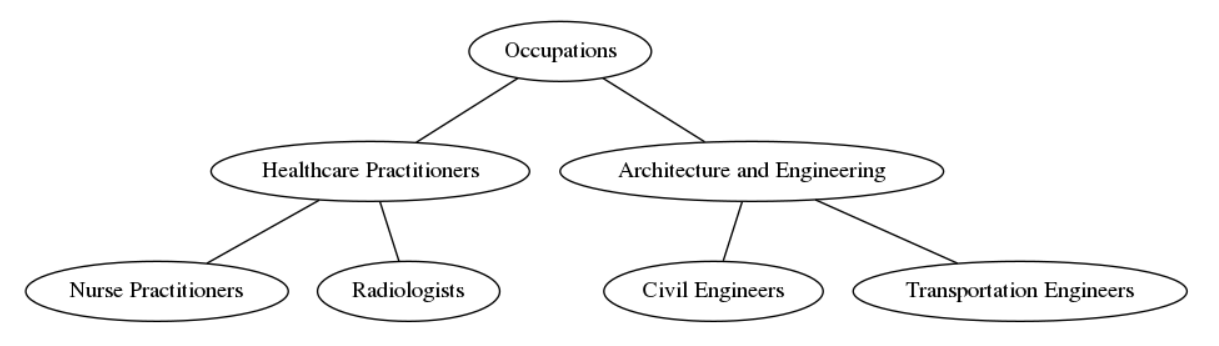 Occupations
Healthcare Practitioners
Architecture and Engineering
Nurse Practitioners
Radiologists
Civil Engineers
Transportation Engineers